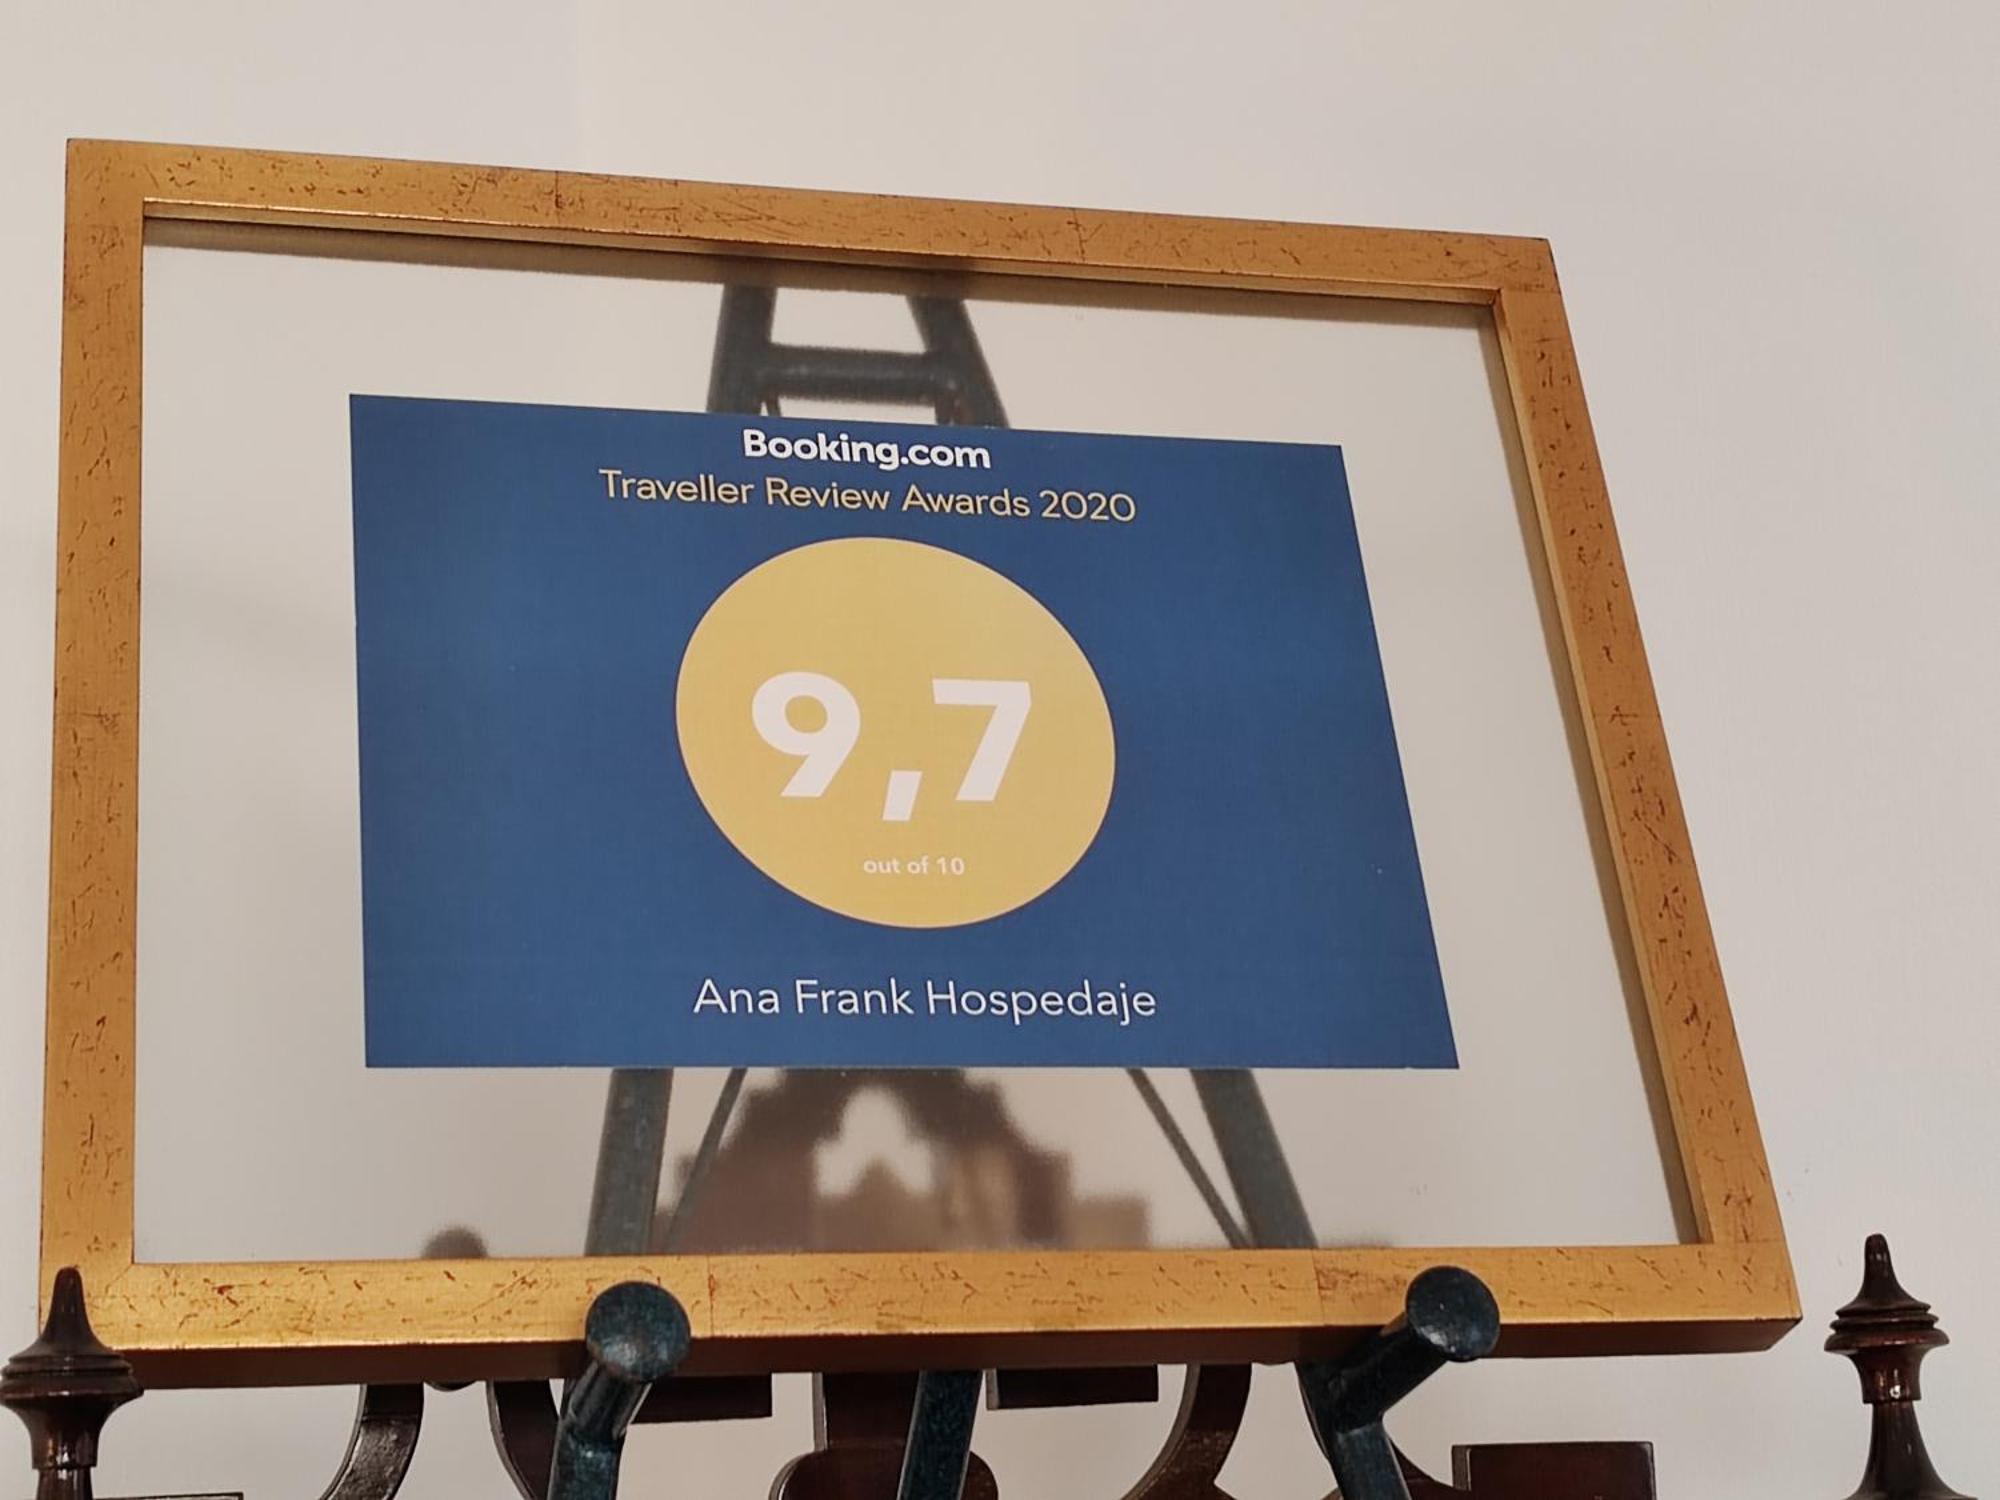 Booking.com
Traveller Review Awards 2020
9,7
out of 10
Ana Frank Hospedaje